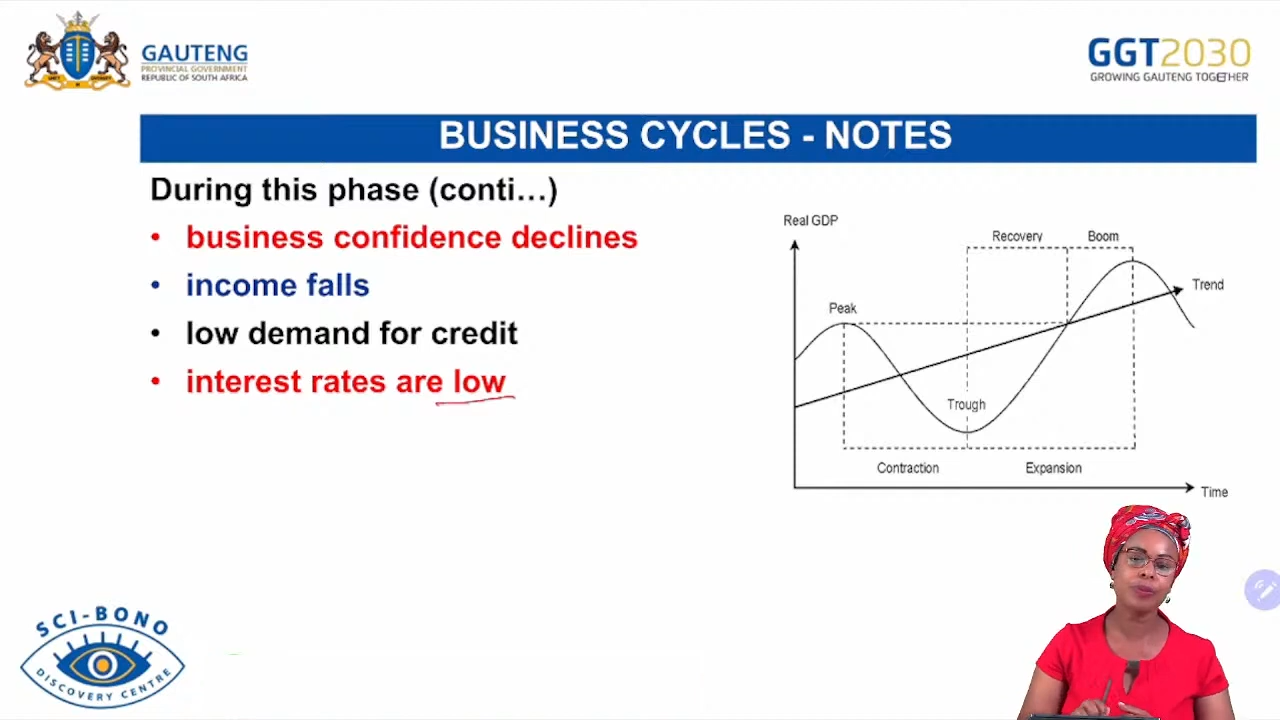 GAUTENG
PROVINCIAL GOVERNMENT
REPUBLIC OF SOUTH AFRICA
GGT2030
GROWING GAUTENG TOGETHER
BUSINESS CYCLES - NOTES
During this phase (conti…)
• business confidence declines
• income falls
• low demand for credit
• interest rates are low
Real GDP
Recovery
Boom
Trend
Peak
Trough
Contraction
Expansion
Time
SCI-BONO
DISCOVERY CENTRE